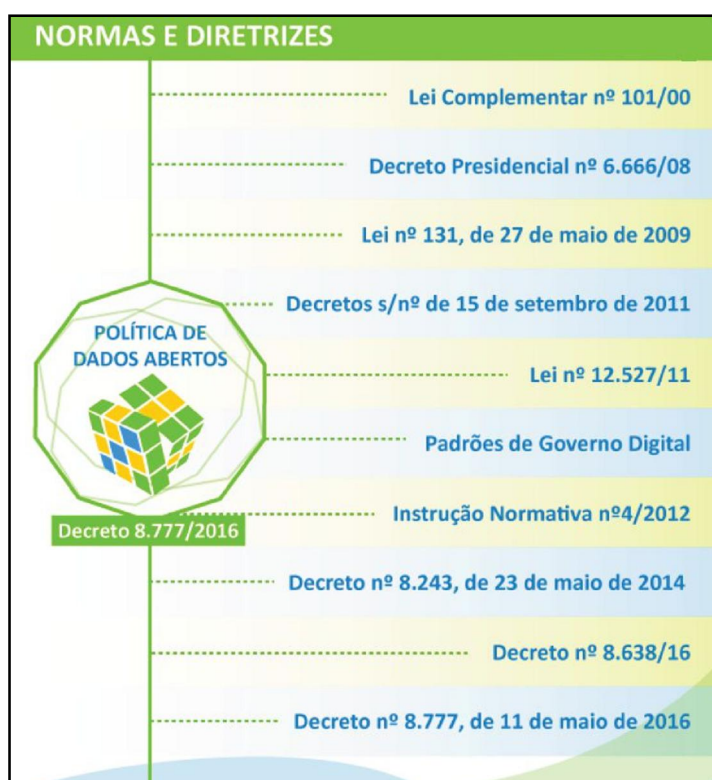 NORMAS E DIRETRIZES
Lei Complementar nº 101/00
Decreto Presidencial nº 6.666/08
Lei nº 131, de 27 de maio de 2009
Decretos s/nº de 15 de setembro de 2011
POLÍTICA DE
DADOS ABERTOS
Lei nº 12.527/11
Padrões de Governo Digital
Instrução Normativa nº4/2012
Decreto 8.777/2016
Decreto nº 8.243, de 23 de maio de 2014
Decreto nº 8.638/16
Decreto nº 8.777, de 11 de maio de 2016